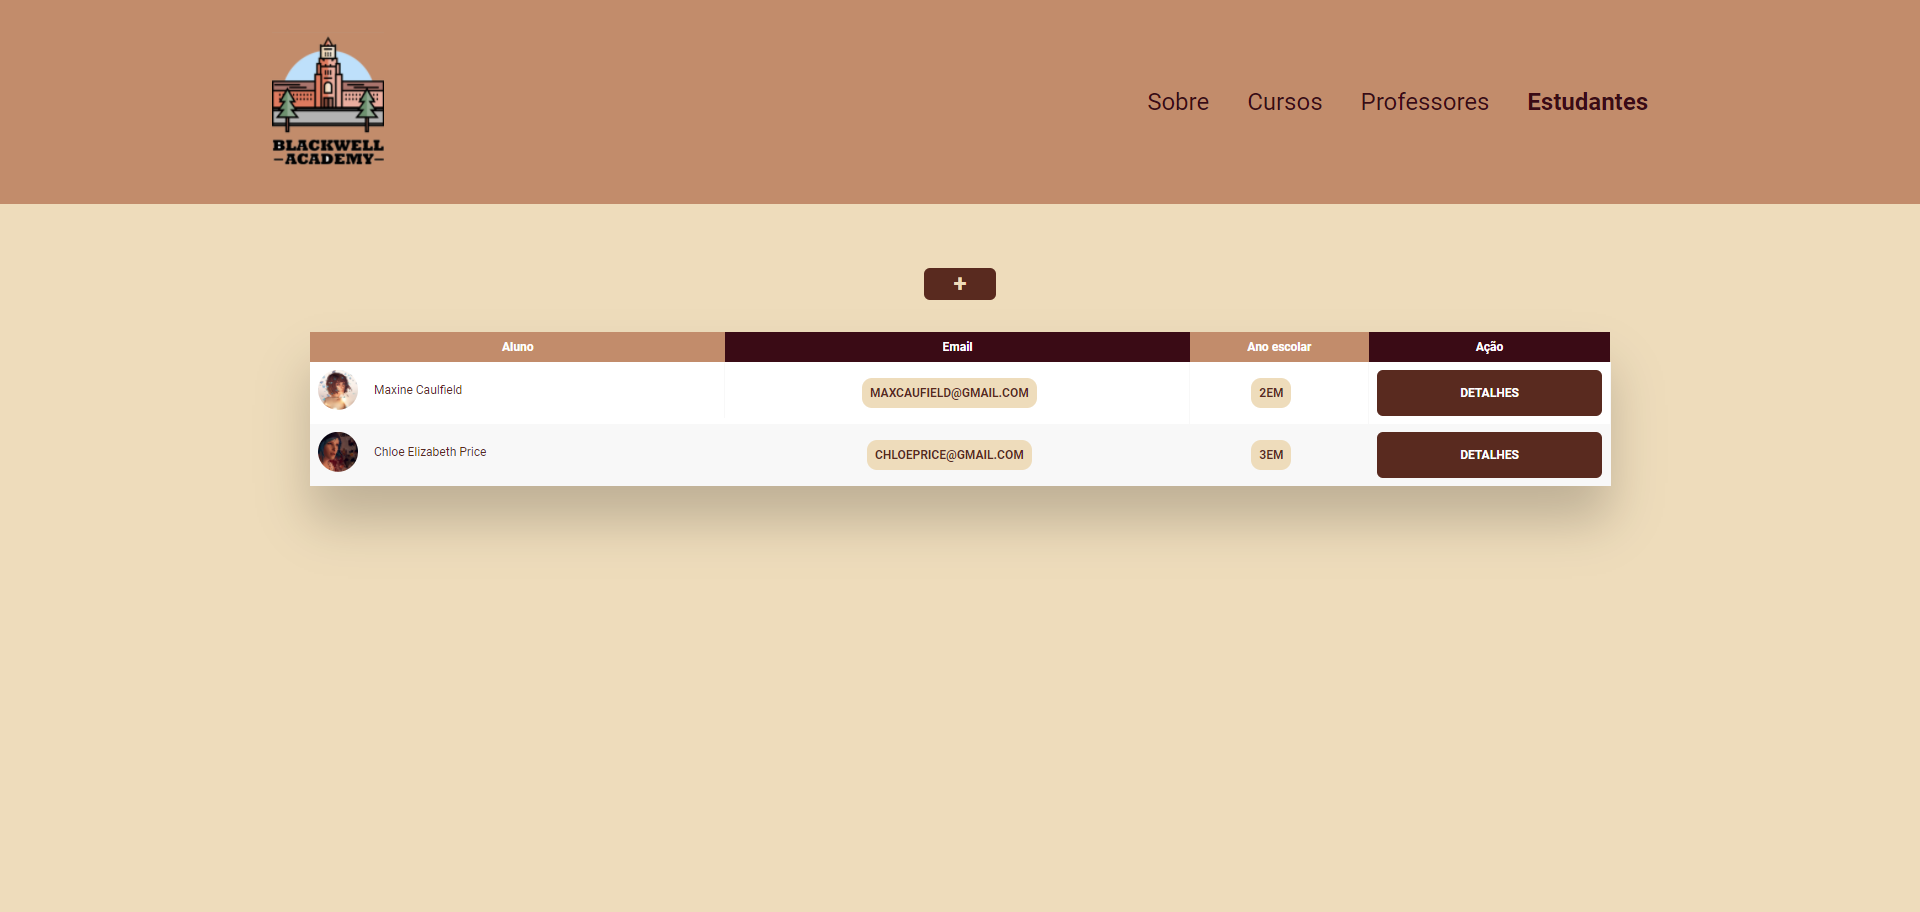 BLACKWELL
-ACADEMY-
Sobre Cursos Professores Estudantes
+
Aluno Email Ano escolar Ação
Maxine Caulfield MAXCAUFIELD@GMAIL.COM 2EM DETALHES
Chloe Elizabeth Price CHLOEPRICE@GMAIL.COM 3EM DETALHES